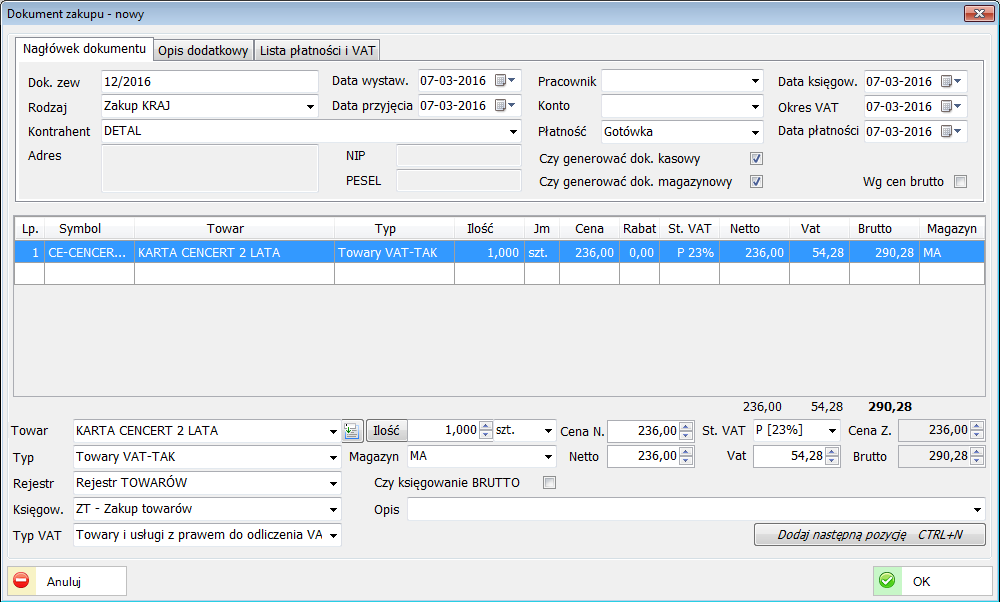 Dokument zakupu - nowy
Nagłówek dokumentu Opis dodatkowy Lista płatności i VAT
Dok. zew 12/2016 Data wystaw. 07-03-2016 Pracownik Data księgow. 07-03-2016
Rodzaj Zakup KRAJ Data przyjęcia 07-03-2016 Konto Okres VAT 07-03-2016
Kontrahent DETAL Płatność Gotówka Data płatności 07-03-2016
Adres NIP Czy generować dok. kasowy
PESEL Czy generować dok. magazynowy Wg cen brutto
Lp. Symbol Towar Typ Ilość Jm Cena Rabat St. VAT Netto Vat Brutto Magazyn
1 CE-CENCER... KARTA CENCERT 2 LATA Towary VAT-TAK 1,000 szt. 236,00 0,00 P 23% 236,00 54,28 290,28 MA
236,00 54,28 290,28
Towar KARTA CENCERT 2 LATA Ilość 1,000 szt. Cena N. 236,00 St. VAT P [23%] Cena Z. 236,00
Typ Towary VAT-TAK Magazyn MA Netto 236,00 Vat 54,28 Brutto 290,28
Rejestr Rejestr TOWARÓW Czy księgowanie BRUTTO
Księgow. ZT - Zakup towarów Opis
Typ VAT Towary i usługi z prawem do odliczenia VA Dodaj następną pozycję CTRL+N
Anuluj OK